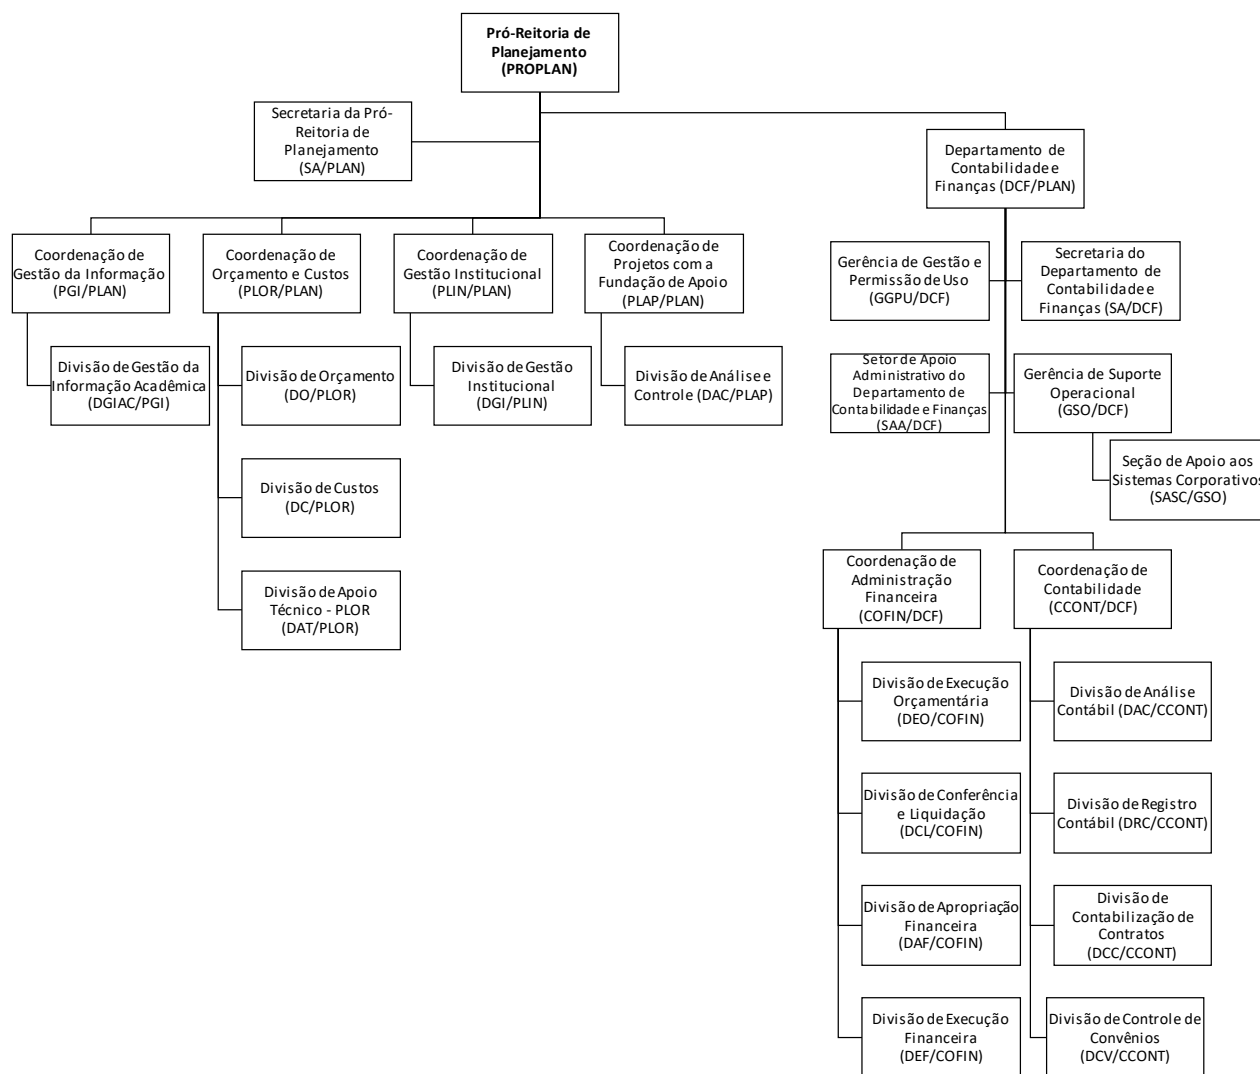 Pró-Reitoria de
Planejamento
(PROPLAN)
Secretaria da Pró-
Reitoria de
Planejamento
(SA/PLAN)
Departamento de
Contabilidade e
Finanças (DCF/PLAN)
Coordenação de
Gestão da Informação
(PGI/PLAN)
Coordenação de
Orçamento e Custos
(PLOR/PLAN)
Coordenação de
Gestão Institucional
(PLIN/PLAN)
Coordenação de
Projetos com a
Fundação de Apoio
(PLAP/PLAN)
Gerência de Gestão e
Permissão de Uso
(GGPU/DCF)
Secretaria do
Departamento de
Contabilidade e
Finanças (SA/DCF)
Divisão de Gestão da
Informação Acadêmica
(DGIAC/PGI)
Divisão de Orçamento
(DO/PLOR)
Divisão de Gestão
Institucional
(DGI/PLIN)
Divisão de Análise e
Controle (DAC/PLAP)
Setor de Apoio
Administrativo do
Departamento de
Contabilidade e Finanças
(SAA/DCF)
Gerência de Suporte
Operacional
(GSO/DCF)
Seção de Apoio aos
Sistemas Corporativos
(SASC/GSO)
Divisão de Custos
(DC/PLOR)
Divisão de Apoio
Técnico - PLOR
(DAT/PLOR)
Coordenação de
Administração
Financeira
(COFIN/DCF)
Coordenação de
Contabilidade
(CCONT/DCF)
Divisão de Execução
Orçamentária
(DEO/COFIN)
Divisão de Análise
Contábil (DAC/CCONT)
Divisão de Conferência
e Liquidação
(DCL/COFIN)
Divisão de Registro
Contábil (DRC/CCONT)
Divisão de Apropriação
Financeira
(DAF/COFIN)
Divisão de
Contabilização de
Contratos
(DCC/CCONT)
Divisão de Execução
Financeira
(DEF/COFIN)
Divisão de Controle de
Convênios
(DCV/CCONT)